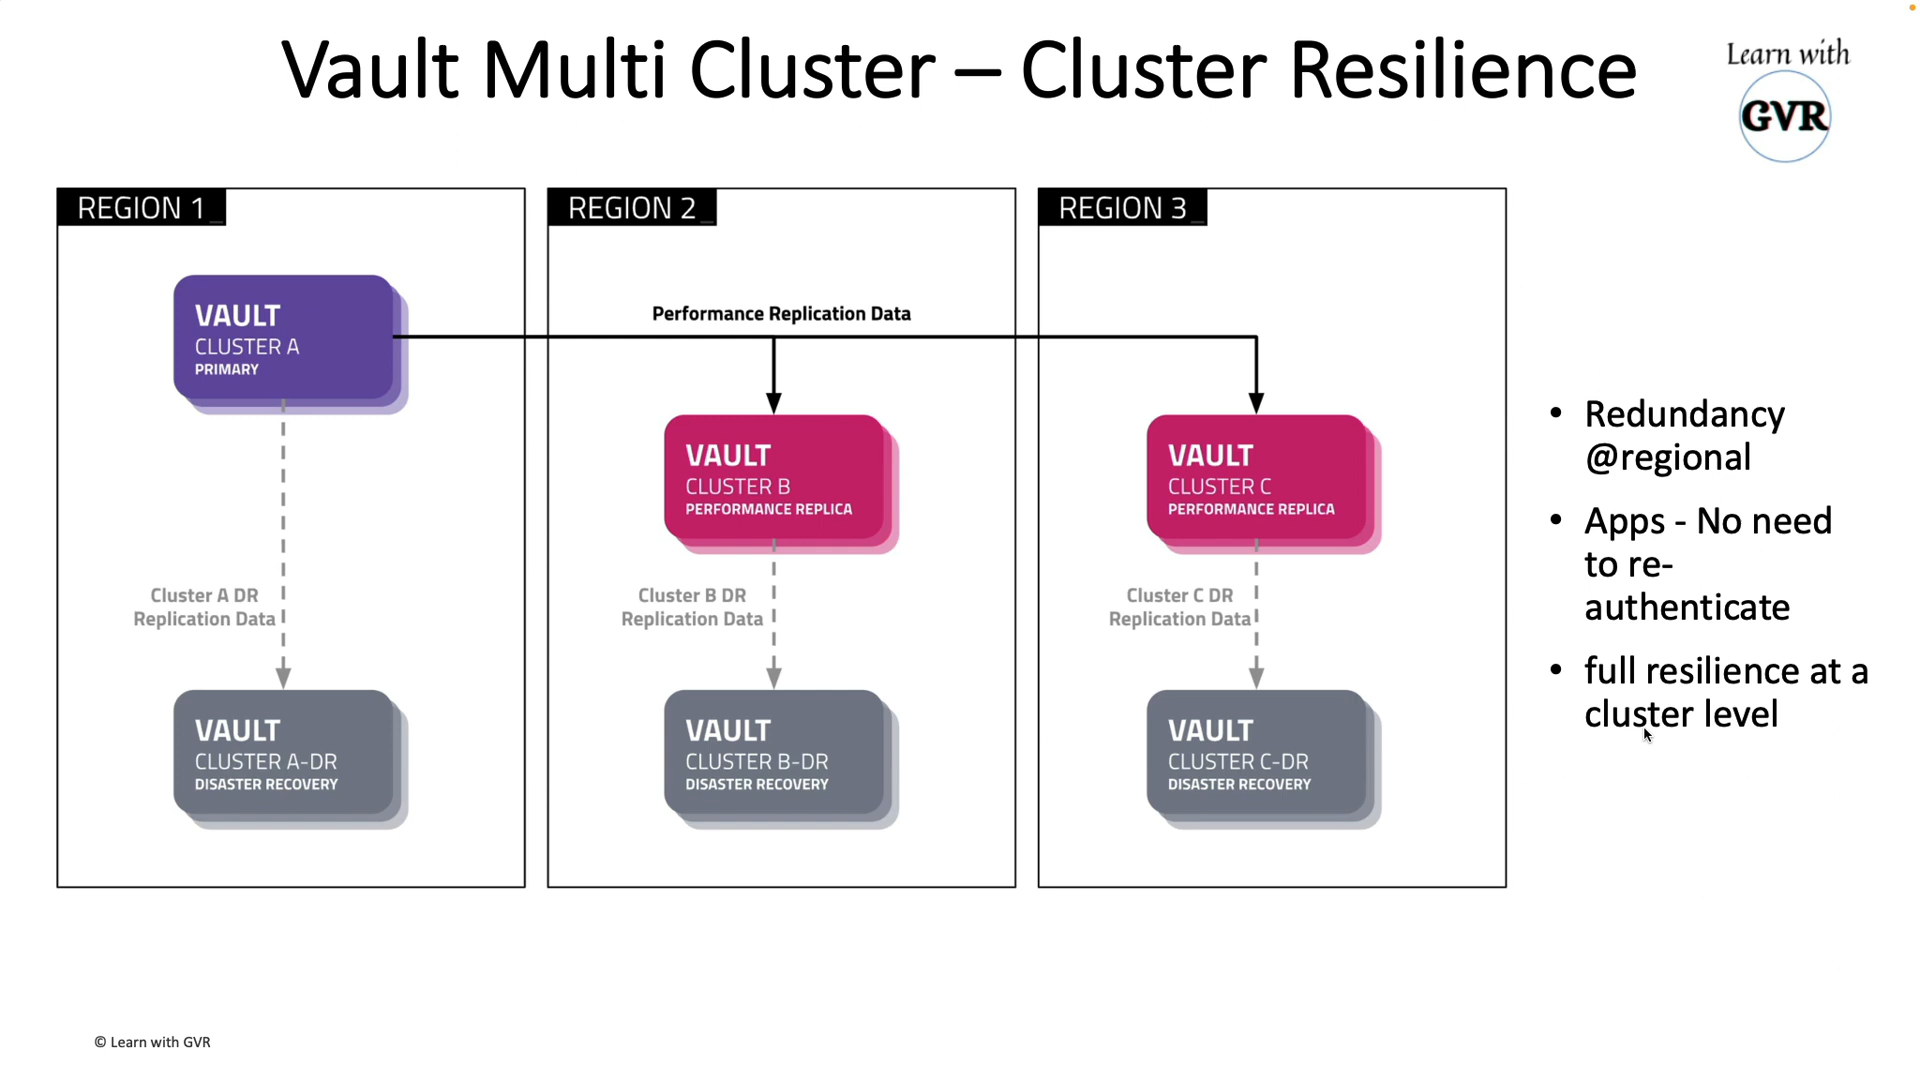 Vault Multi Cluster – Cluster Resilience
Learn with
GVR
REGION 1_
REGION 2_
REGION 3_
VAULT
CLUSTER A
PRIMARY
Performance Replication Data
VAULT
CLUSTER B
PERFORMANCE REPLICA
VAULT
CLUSTER C
PERFORMANCE REPLICA
Cluster A DR
Replication Data
Cluster B DR
Replication Data
Cluster C DR
Replication Data
VAULT
CLUSTER A-DR
DISASTER RECOVERY
VAULT
CLUSTER B-DR
DISASTER RECOVERY
VAULT
CLUSTER C-DR
DISASTER RECOVERY
• Redundancy
@regional
• Apps - No need
to re-
authenticate
• full resilience at a
cluster level
© Learn with GVR